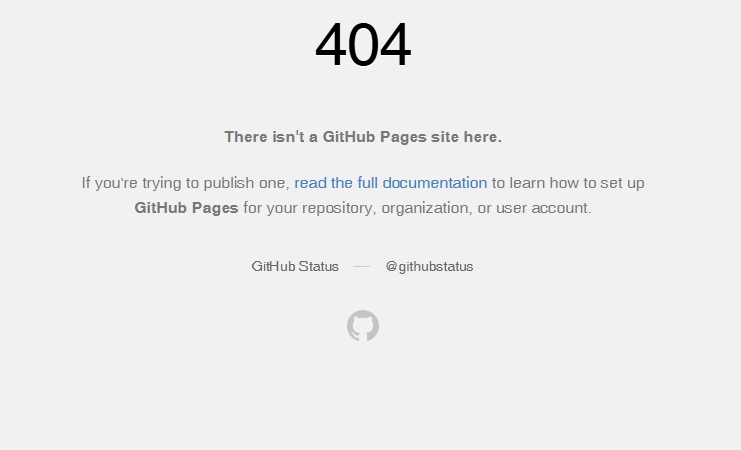 404
There isn't a GitHub Pages site here.
If you're trying to publish one, read the full documentation to learn how to set up
GitHub Pages for your repository, organization, or user account.
GitHub Status — @githubstatus